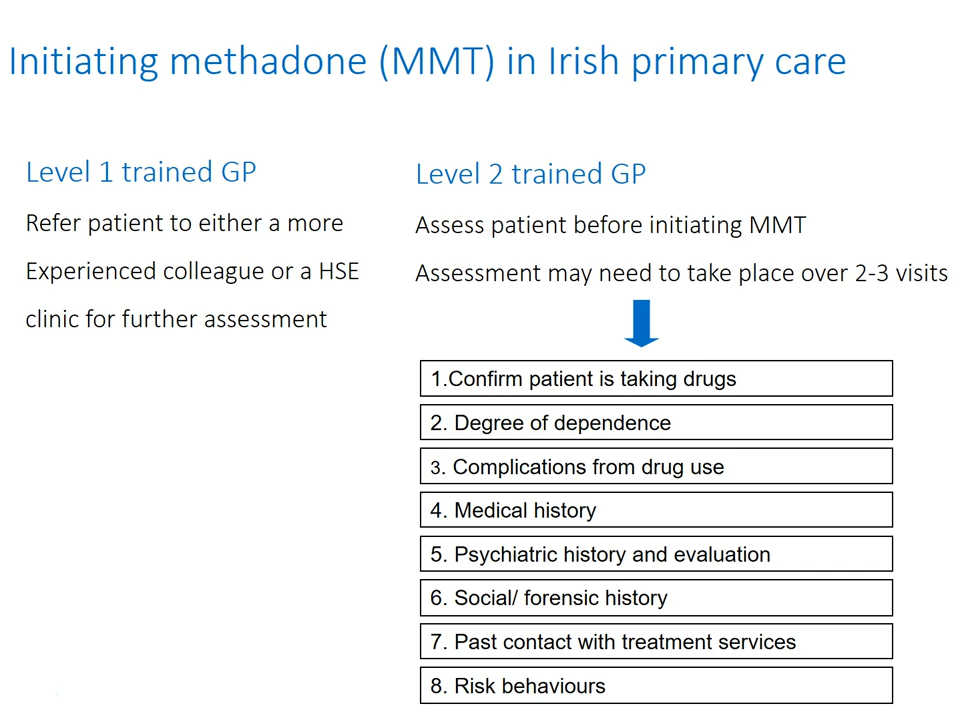 Initiating methadone (MMT) in Irish primary care
Level 1 trained GP
Refer patient to either a more
Experienced colleague or a HSE
clinic for further assessment
Level 2 trained GP
Assess patient before initiating MMT
Assessment may need to take place over 2-3 visits
1.Confirm patient is taking drugs
2. Degree of dependence
3. Complications from drug use
4. Medical history
5. Psychiatric history and evaluation
6. Social/ forensic history
7. Past contact with treatment services
8. Risk behaviours